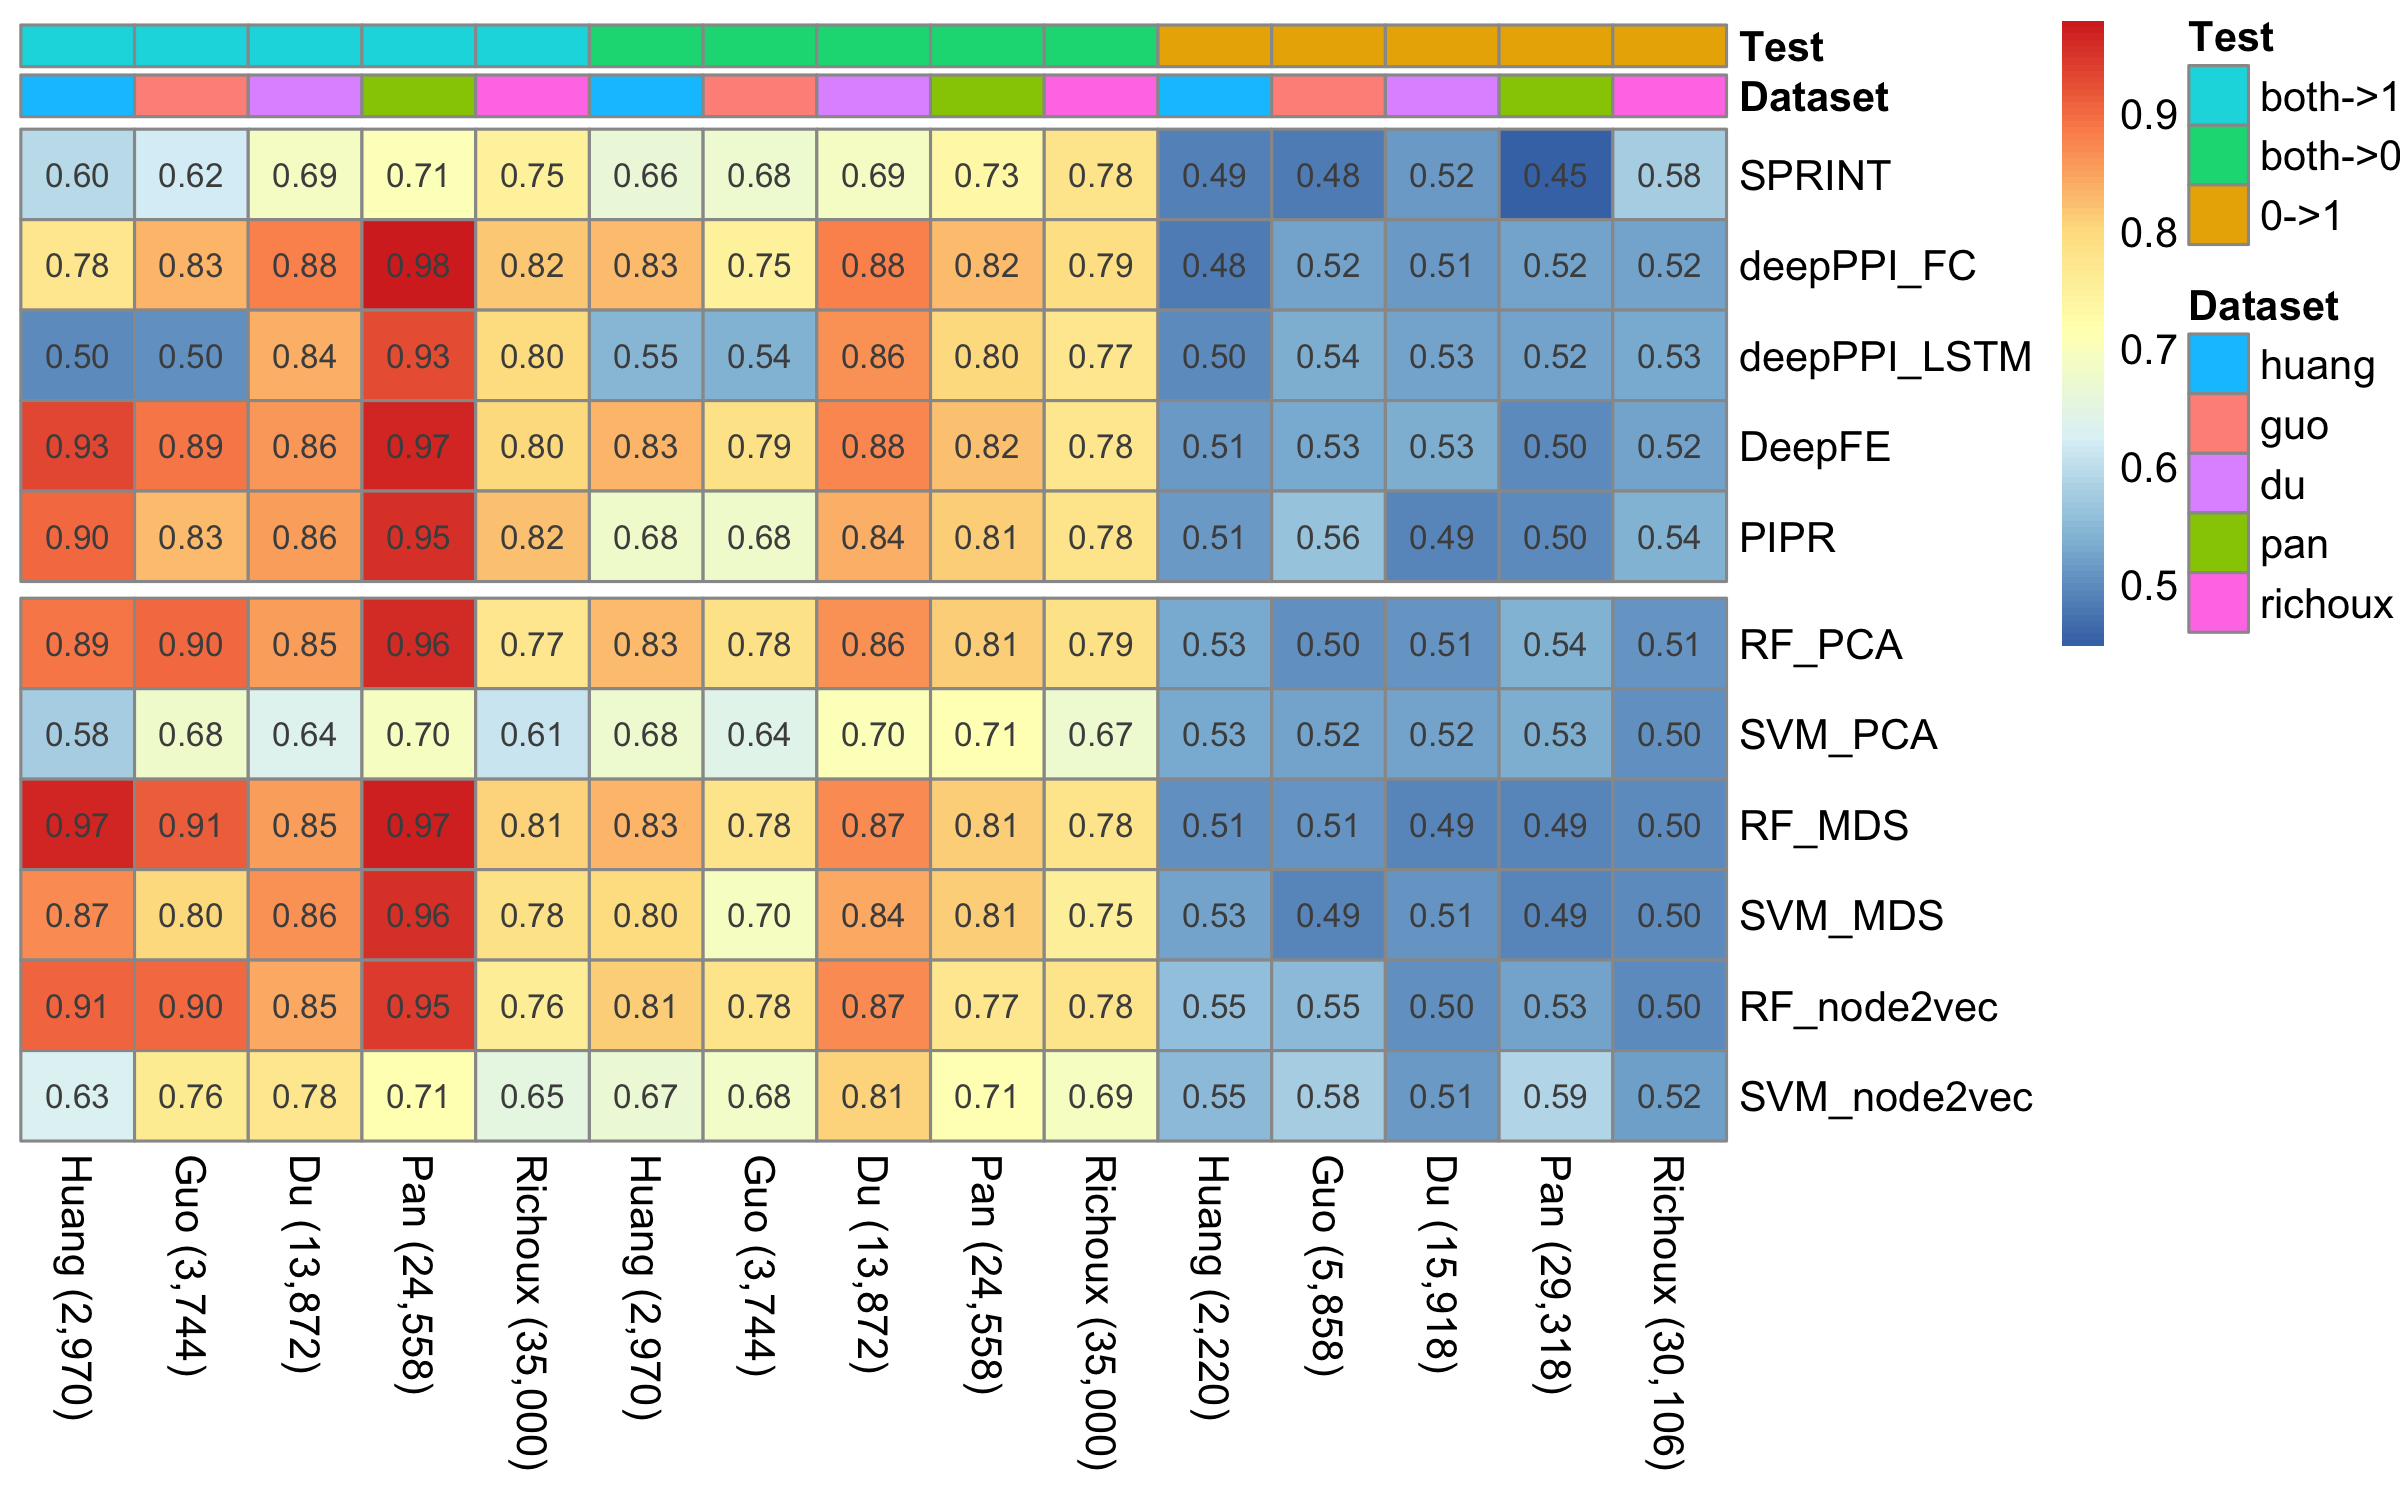 Test
Dataset
0.60 0.62 0.69 0.71 0.75 0.66 0.68 0.69 0.73 0.78 0.49 0.48 0.52 0.45 0.58 SPRINT
0.78 0.83 0.88 0.98 0.82 0.83 0.75 0.88 0.82 0.79 0.48 0.52 0.51 0.52 0.52 deepPPI_FC
0.50 0.50 0.84 0.93 0.80 0.55 0.54 0.86 0.80 0.77 0.50 0.54 0.53 0.52 0.53 deepPPI_LSTM
0.93 0.89 0.86 0.97 0.80 0.83 0.79 0.88 0.82 0.78 0.51 0.53 0.53 0.50 0.52 DeepFE
0.90 0.83 0.86 0.95 0.82 0.68 0.68 0.84 0.81 0.78 0.51 0.56 0.49 0.50 0.54 PIPR
0.89 0.90 0.85 0.96 0.77 0.83 0.78 0.86 0.81 0.79 0.53 0.50 0.51 0.54 0.51 RF_PCA
0.58 0.68 0.64 0.70 0.61 0.68 0.64 0.70 0.71 0.67 0.53 0.52 0.52 0.53 0.50 SVM_PCA
0.97 0.91 0.85 0.97 0.81 0.83 0.78 0.87 0.81 0.78 0.51 0.51 0.49 0.49 0.50 RF_MDS
0.87 0.80 0.86 0.96 0.78 0.80 0.70 0.84 0.81 0.75 0.53 0.49 0.51 0.49 0.50 SVM_MDS
0.91 0.90 0.85 0.95 0.76 0.81 0.78 0.87 0.77 0.78 0.55 0.55 0.50 0.53 0.50 RF_node2vec
0.63 0.76 0.78 0.71 0.65 0.67 0.68 0.81 0.71 0.69 0.55 0.58 0.51 0.59 0.52 SVM_node2vec
Huang (2,970)
Guo (3,744)
Du (13,872)
Pan (24,558)
Richoux (35,000)
Huang (2,970)
Guo (3,744)
Du (13,872)
Pan (24,558)
Richoux (35,000)
Huang (2,220)
Guo (5,858)
Du (15,918)
Pan (29,318)
Richoux (30,106)
0.9
0.8
0.7
0.6
0.5
Test
both->1
both->0
0->1
Dataset
huang
guo
du
pan
richoux